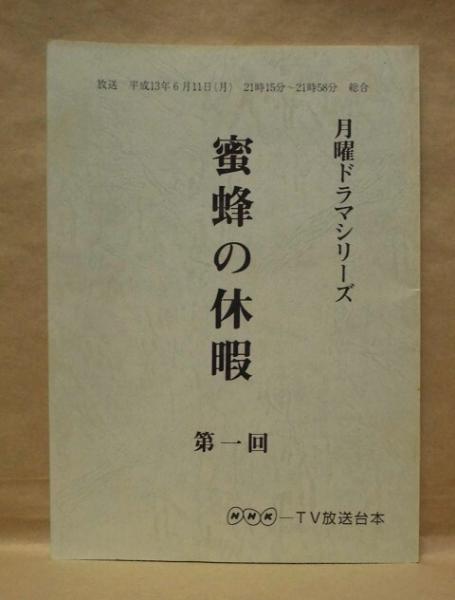 放送 平成13年6月11日(月) 21時15分~21時58分 総合
月曜ドラマシリーズ
蜜蜂の休暇
第一回
NHK—TV放送台本